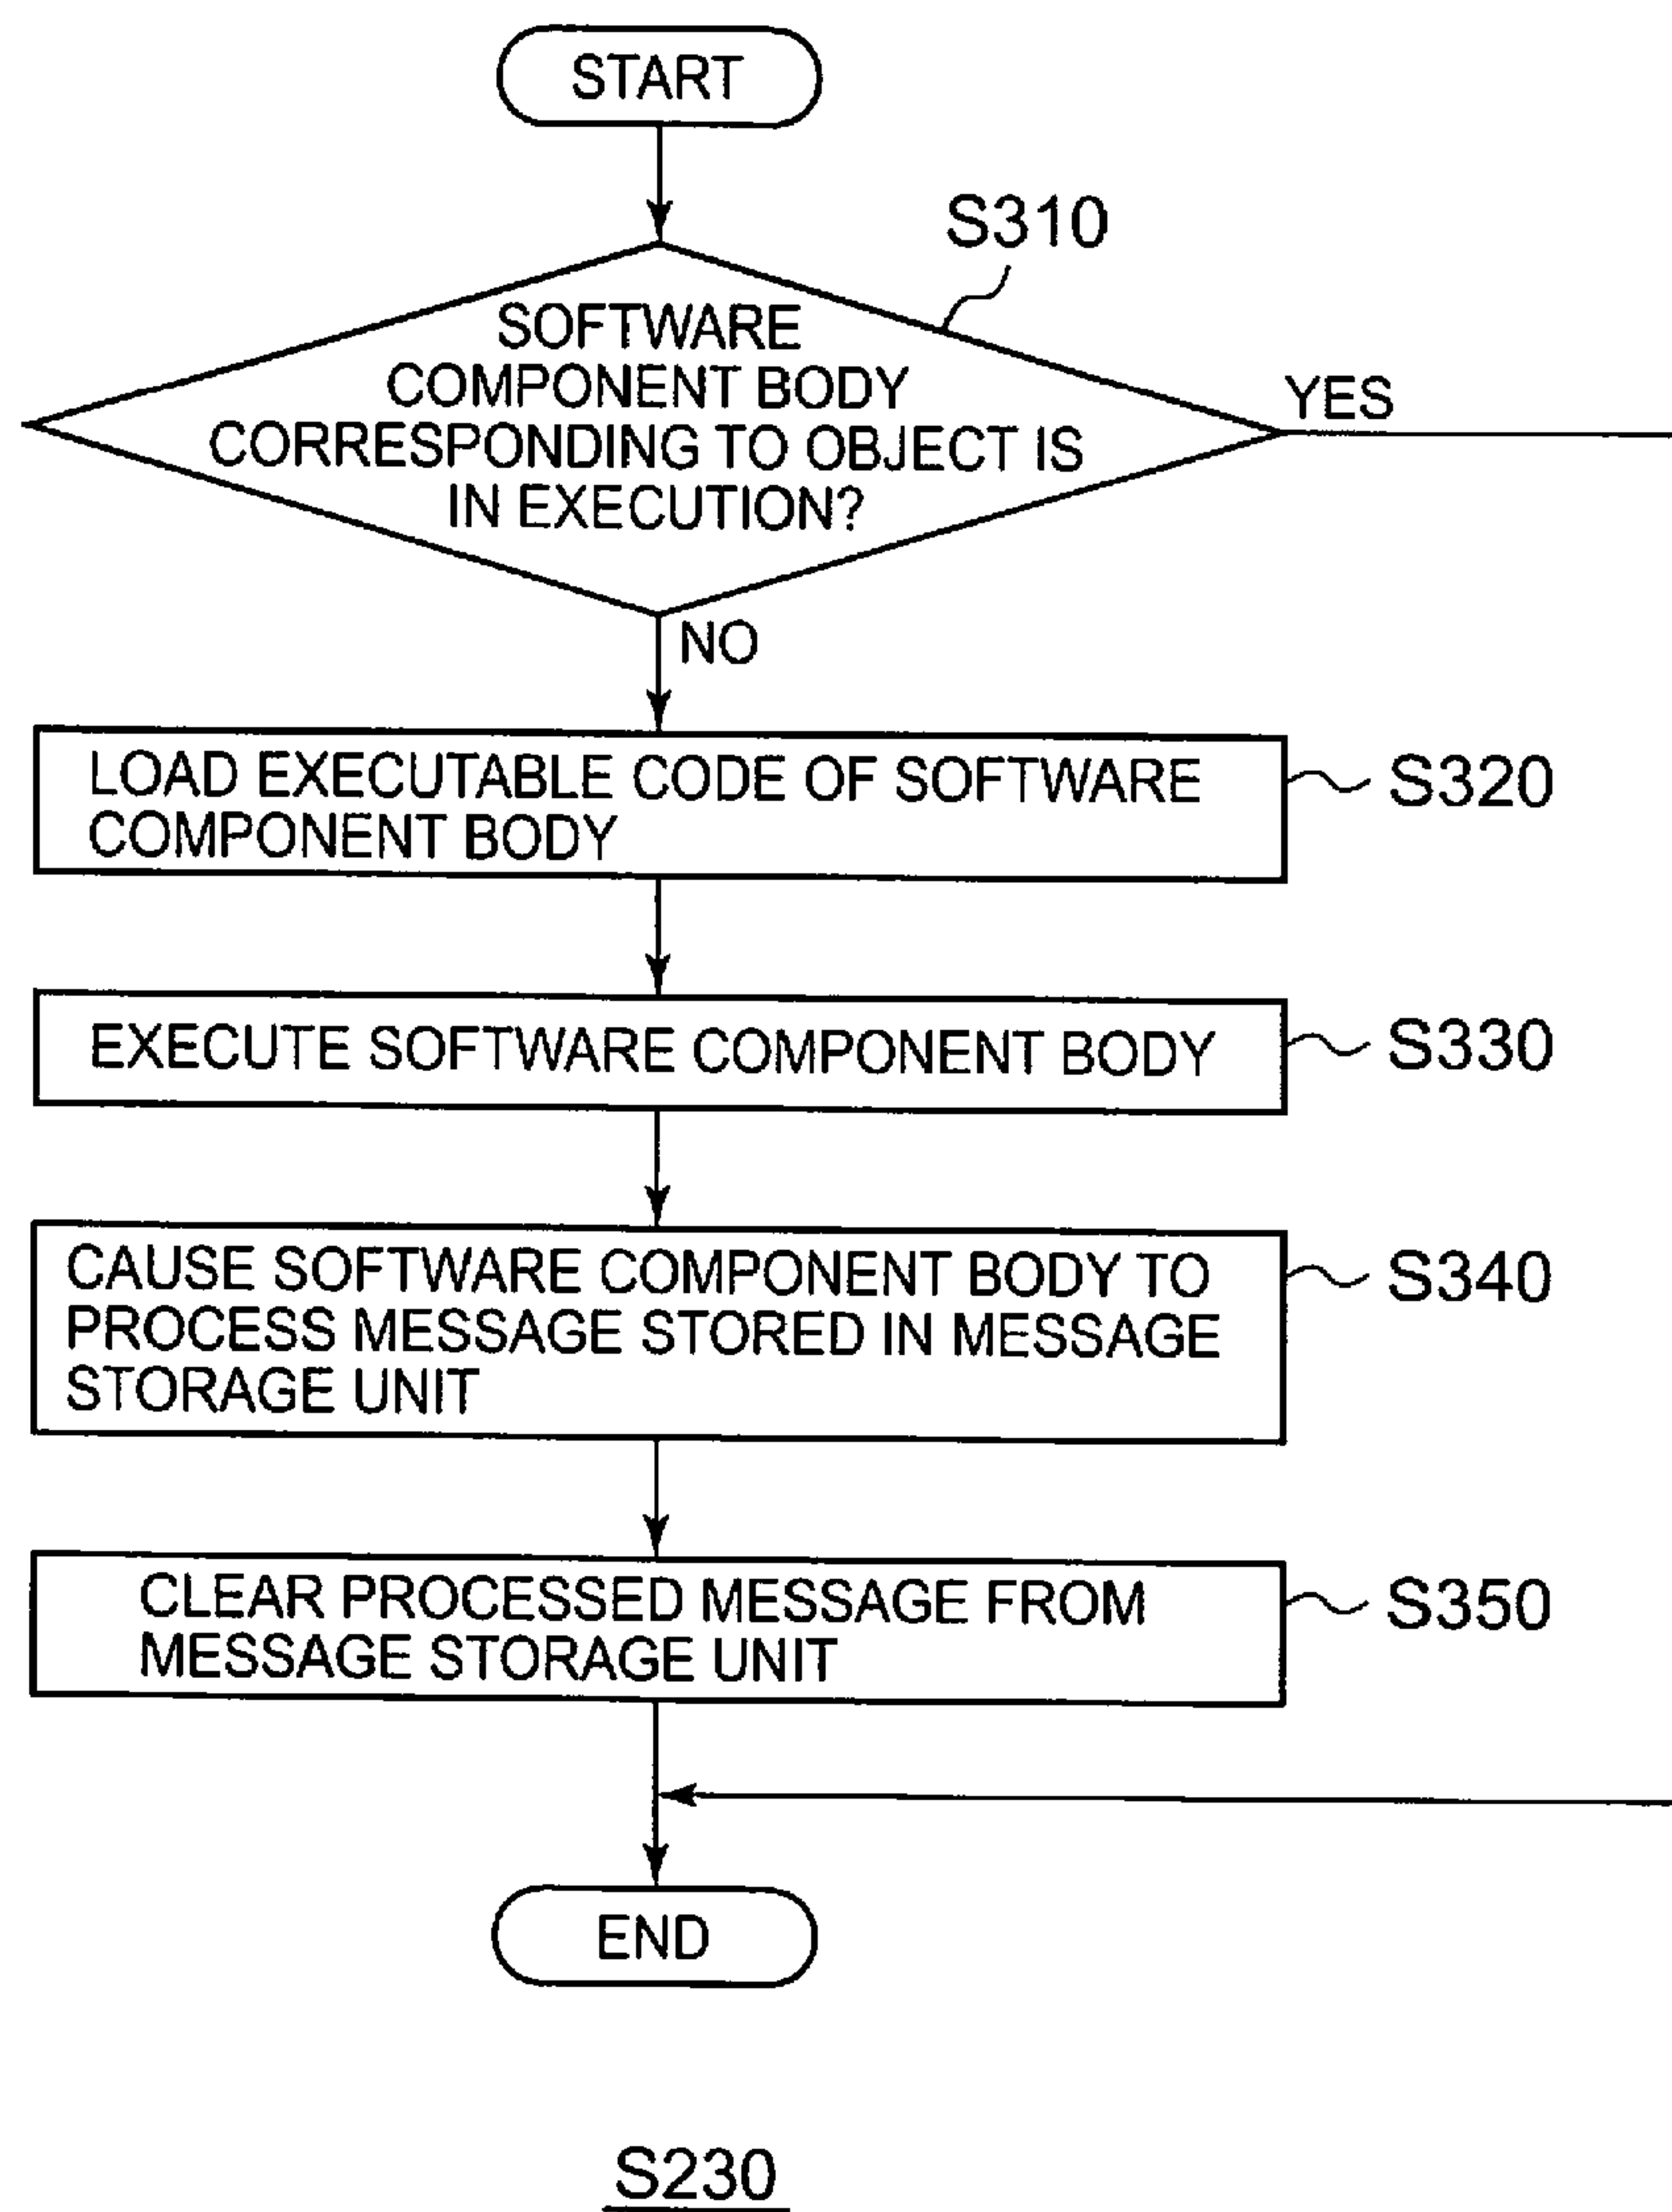 START
S310
SOFTWARE
COMPONENT BODY
CORRESPONDING TO OBJECT IS
IN EXECUTION?
YES
NO
LOAD EXECUTABLE CODE OF SOFTWARE
COMPONENT BODY
S320
EXECUTE SOFTWARE COMPONENT BODY
S330
CAUSE SOFTWARE COMPONENT BODY TO
PROCESS MESSAGE STORED IN MESSAGE
STORAGE UNIT
S340
CLEAR PROCESSED MESSAGE FROM
MESSAGE STORAGE UNIT
S350
END
S230